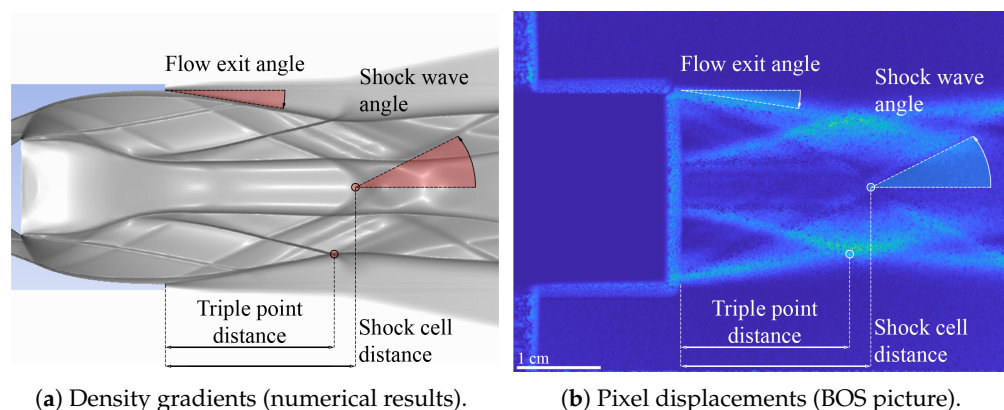 Flow exit angle
Shock wave
angle
Triple point
distance
Shock cell
distance
Flow exit angle
Shock wave
angle
Triple point
distance
Shock cell
distance
1 cm
(a) Density gradients (numerical results).
(b) Pixel displacements (BOS picture).